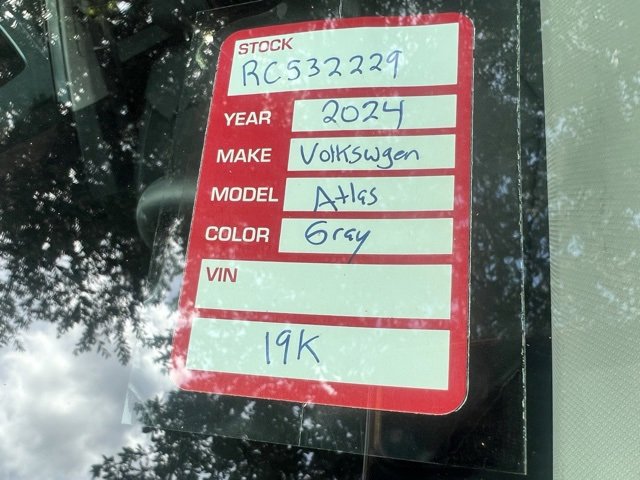 STOCK
RC532229
YEAR 2024
MAKE Volkswgen
MODEL Atlas
COLOR Gray
VIN
19K